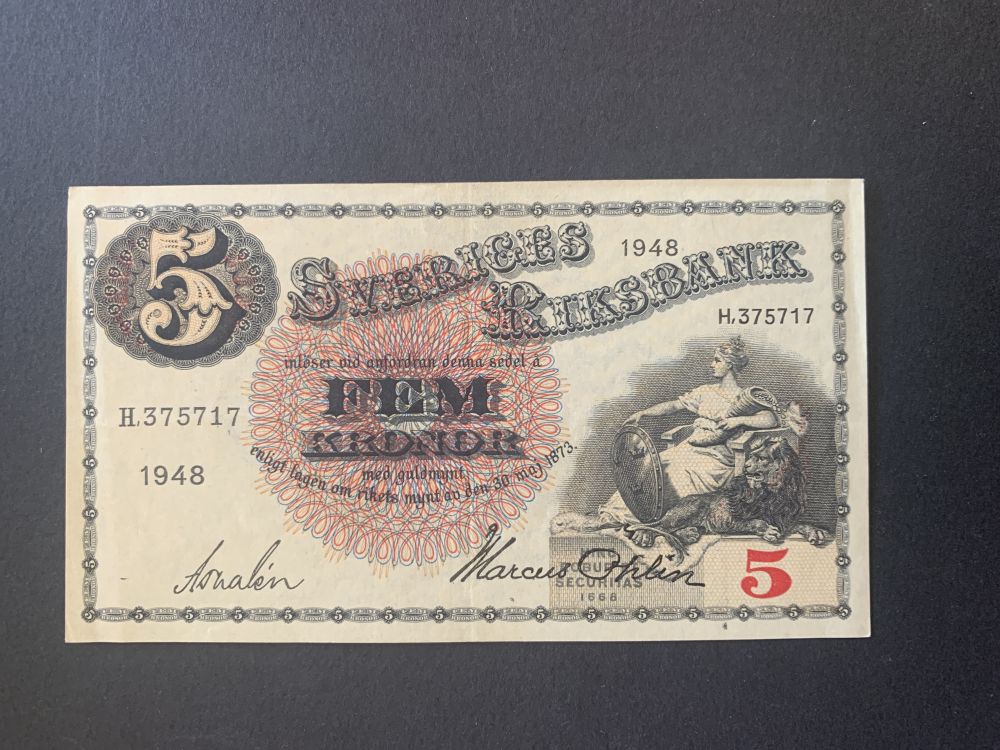 5
SVERIGES
1948
RIKSBANK
H,375717
inlöser vid anfordran denna sedel å
FEM
KRONOR
med guldmynt
enligt lagen om rikets mynt av den 30 maj 1873.
H,375717
1948
SECURITAS
1668
5